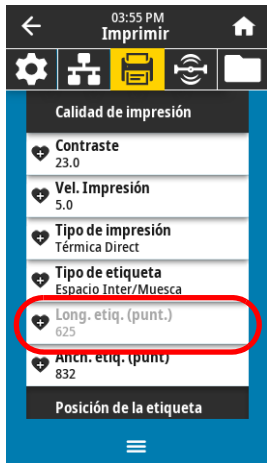 03:55 PM
Imprimir
Calidad de impresión
Contraste
23.0
Vel. Impresión
5.0
Tipo de impresión
Térmica Direct
Tipo de etiqueta
Espacio Inter/Muesca
Long. etiq. (punt.)
625
Anch. etiq. (punt)
832
Posición de la etiqueta